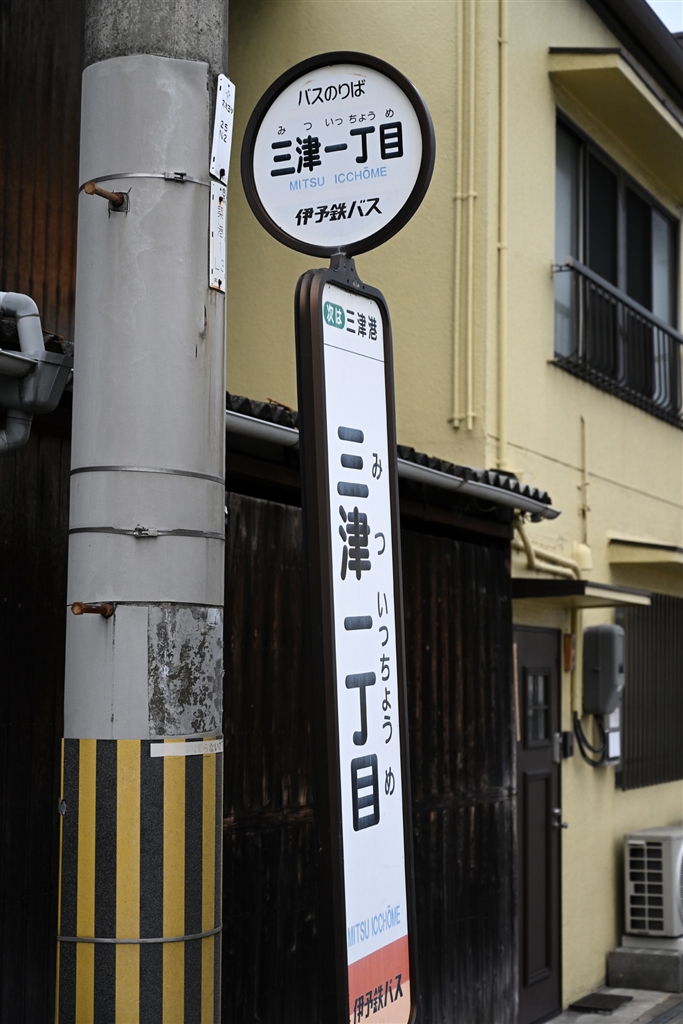 バスのりば
み つ いっ ちょう め
三津一丁目
MITSU ICCHŌME
伊予鉄バス
次は 三津港
三津一丁目
みついっちょうめ
MITSU ICCHŌME
伊予鉄バス
25
N2